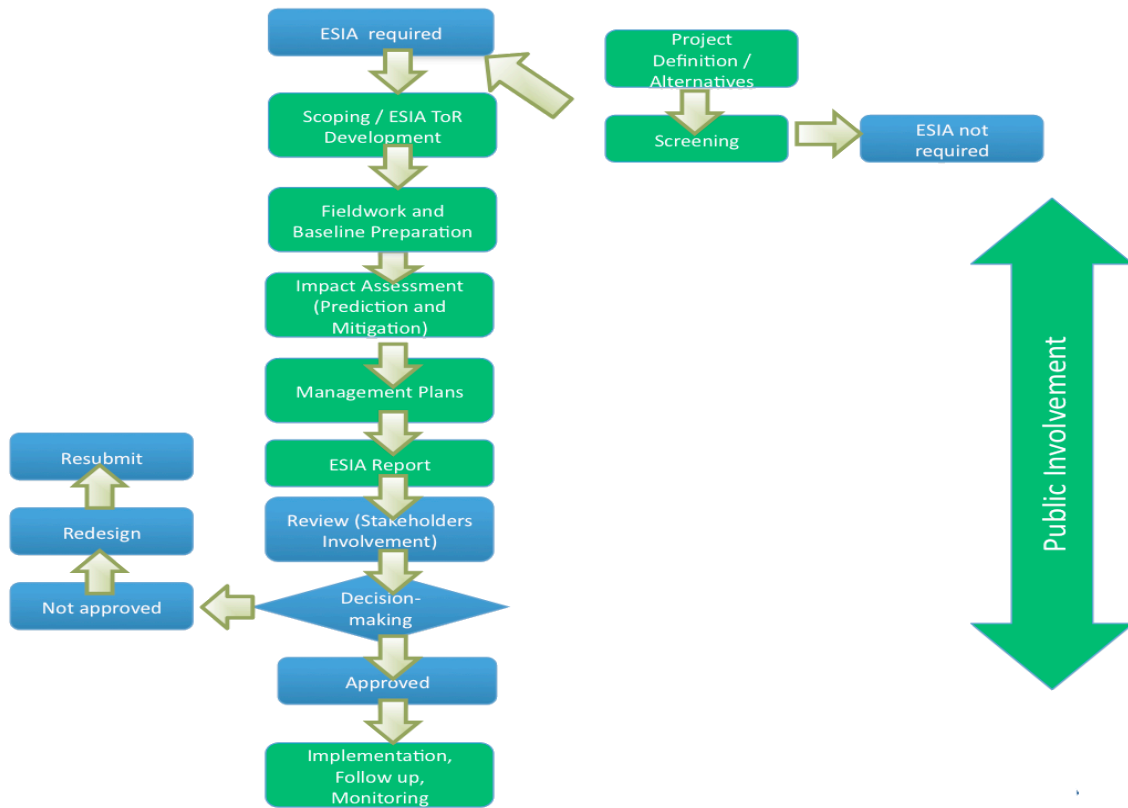 ESIA required
Project
Definition /
Alternatives
Scoping / ESIA ToR
Development
Screening
ESIA not
required
Fieldwork and
Baseline Preparation
Impact Assessment
(Prediction and
Mitigation)
Management Plans
ESIA Report
Review (Stakeholders
Involvement)
Resubmit
Redesign
Not approved
Decision-
making
Approved
Implementation,
Follow up,
Monitoring
Public Involvement